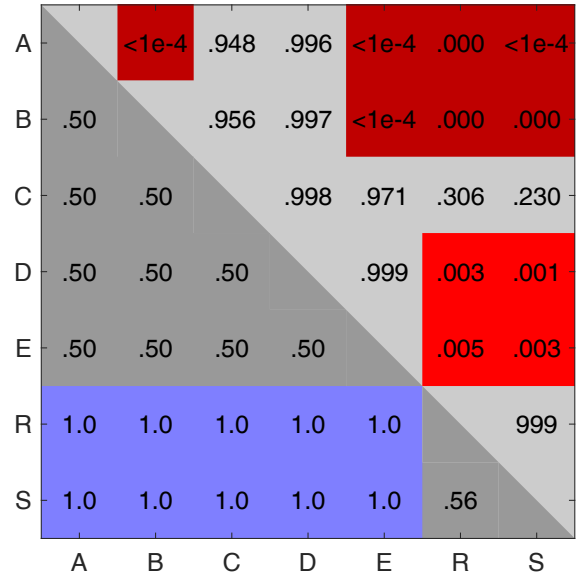 A <1e-4 .948 .996 <1e-4 .000 <1e-4
B .50 .956 .997 <1e-4 .000 .000
C .50 .50 .998 .971 .306 .230
D .50 .50 .50 .999 .003 .001
E .50 .50 .50 .50 .005 .003
R 1.0 1.0 1.0 1.0 1.0 999
S 1.0 1.0 1.0 1.0 1.0 .56
A B C D E R S